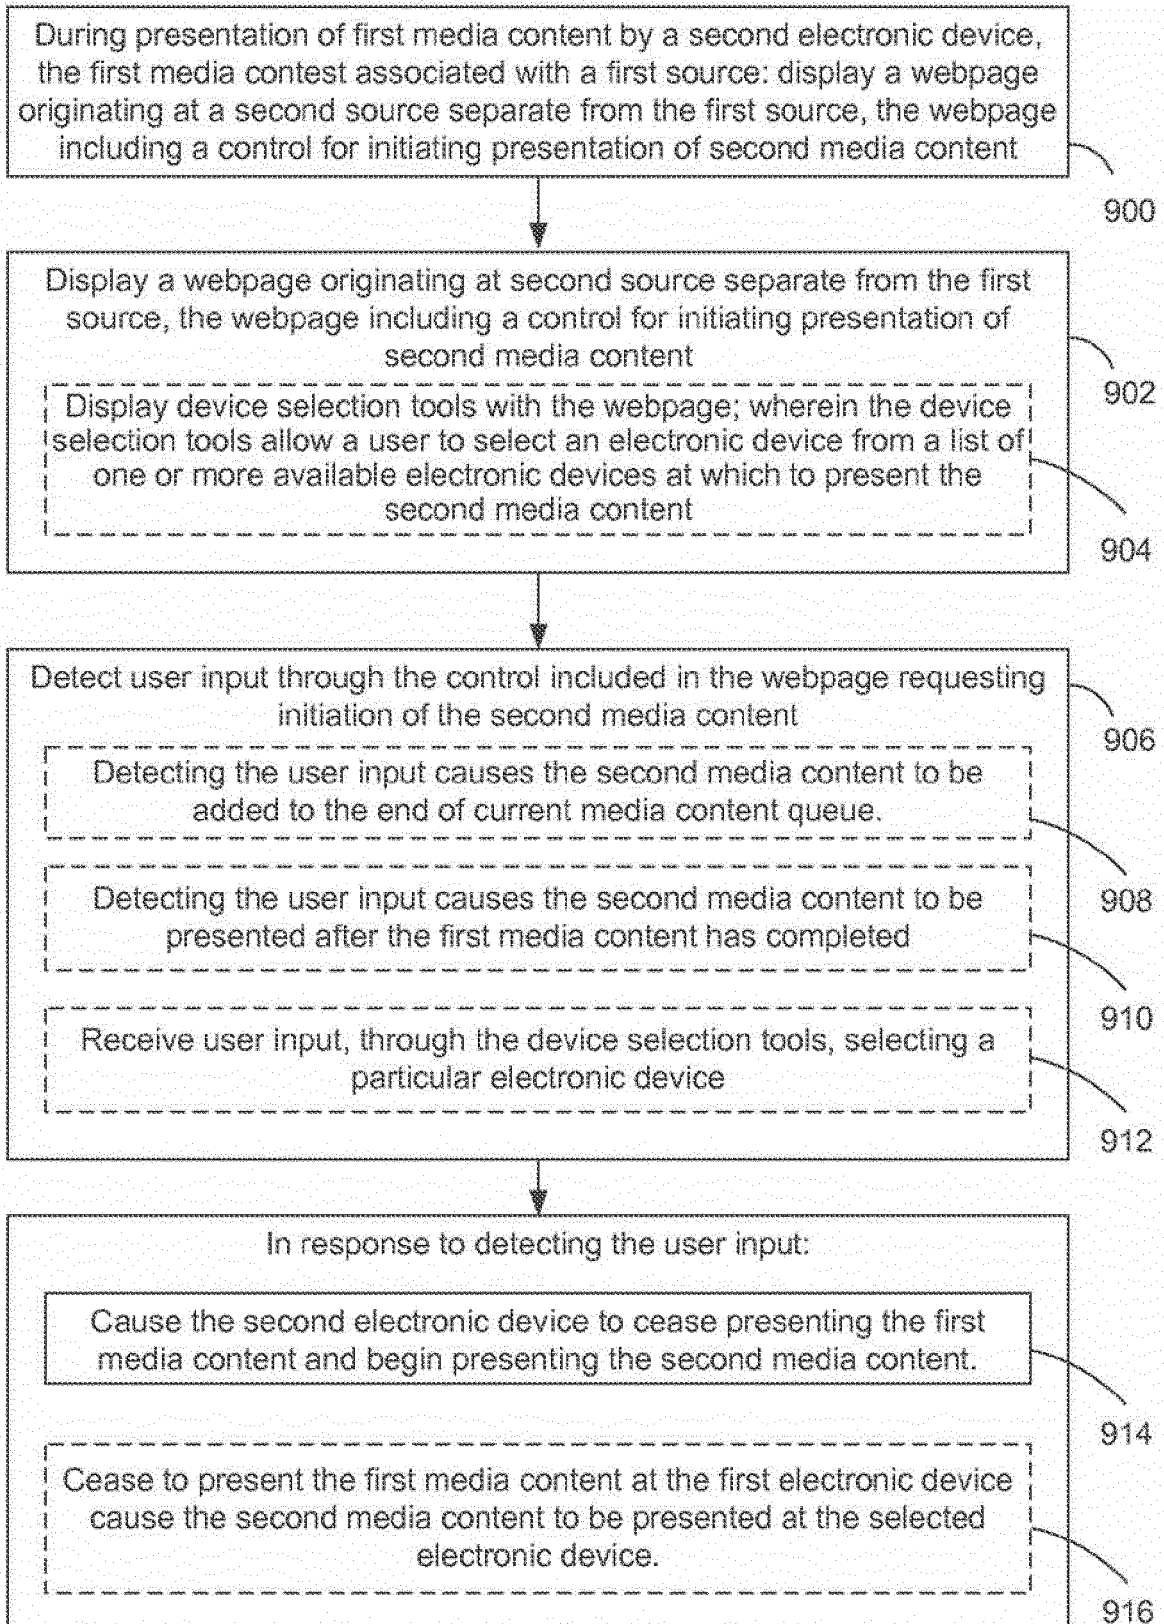 During presentation of first media content by a second electronic device,
the first media contest associated with a first source: display a webpage
originating at a second source separate from the first source, the webpage
including a control for initiating presentation of second media content
900
Display a webpage originating at second source separate from the first
source, the webpage including a control for initiating presentation of
second media content
902
Display device selection tools with the webpage; wherein the device
selection tools allow a user to select an electronic device from a list of
one or more available electronic devices at which to present the
second media content
904
Detect user input through the control included in the webpage requesting
initiation of the second media content
906
Detecting the user input causes the second media content to be
added to the end of current media content queue.
908
Detecting the user input causes the second media content to be
presented after the first media content has completed
910
Receive user input, through the device selection tools, selecting a
particular electronic device
912
In response to detecting the user input:
Cause the second electronic device to cease presenting the first
media content and begin presenting the second media content.
914
Cease to present the first media content at the first electronic device
cause the second media content to be presented at the selected
electronic device.
916